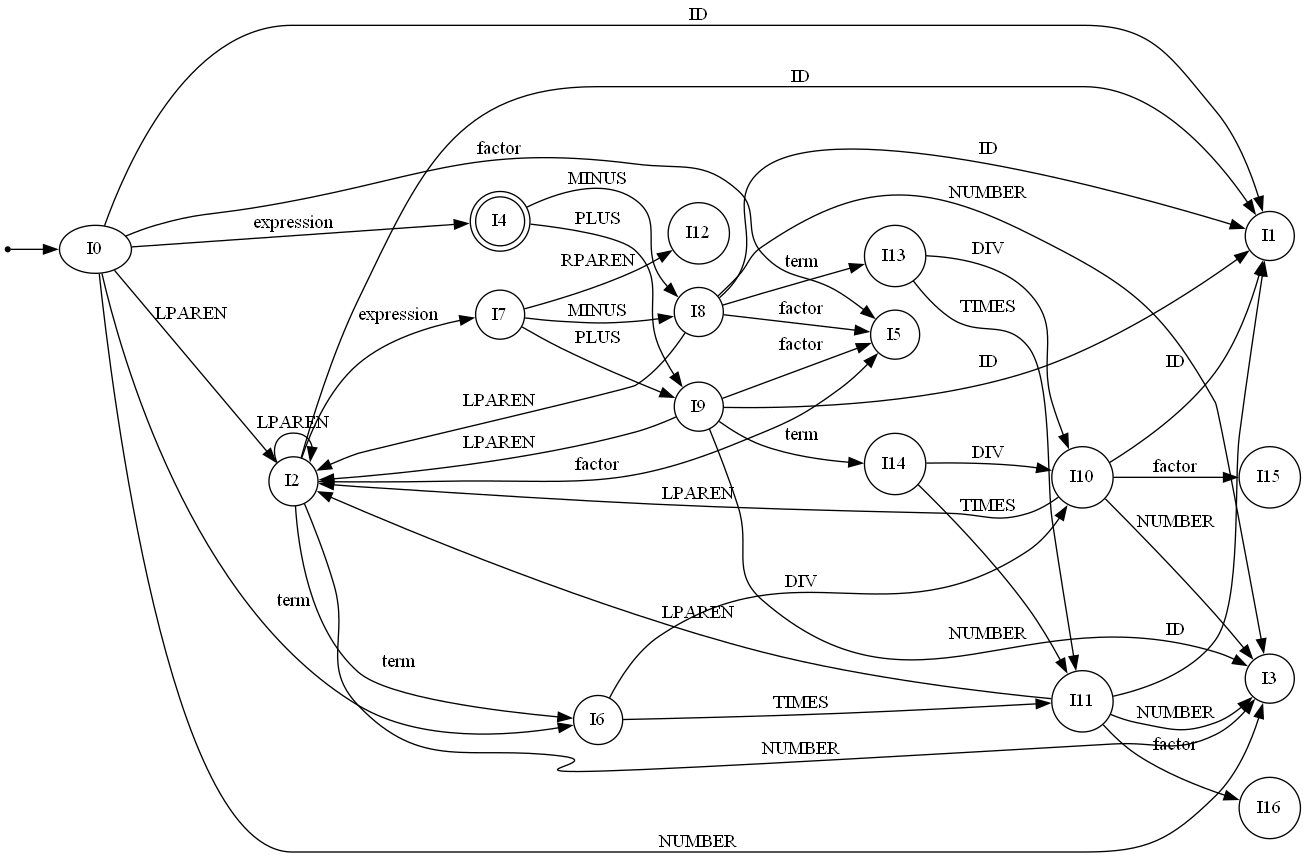 ID
ID
factor
ID
MINUS
NUMBER
I4
PLUS
expression
I12
I1
I0
RPAREN
I13
DIV
term
LPAREN
expression
I7
MINUS
I8
factor
TIMES
PLUS
factor
I5
ID
ID
LPAREN
I9
LPAREN
LPAREN
term
factor
I14
DIV
I10
factor
I15
I2
LPAREN
TIMES
NUMBER
DIV
term
LPAREN
NUMBER
ID
term
I3
I6
TIMES
I11
NUMBER
NUMBER
factor
I16
NUMBER